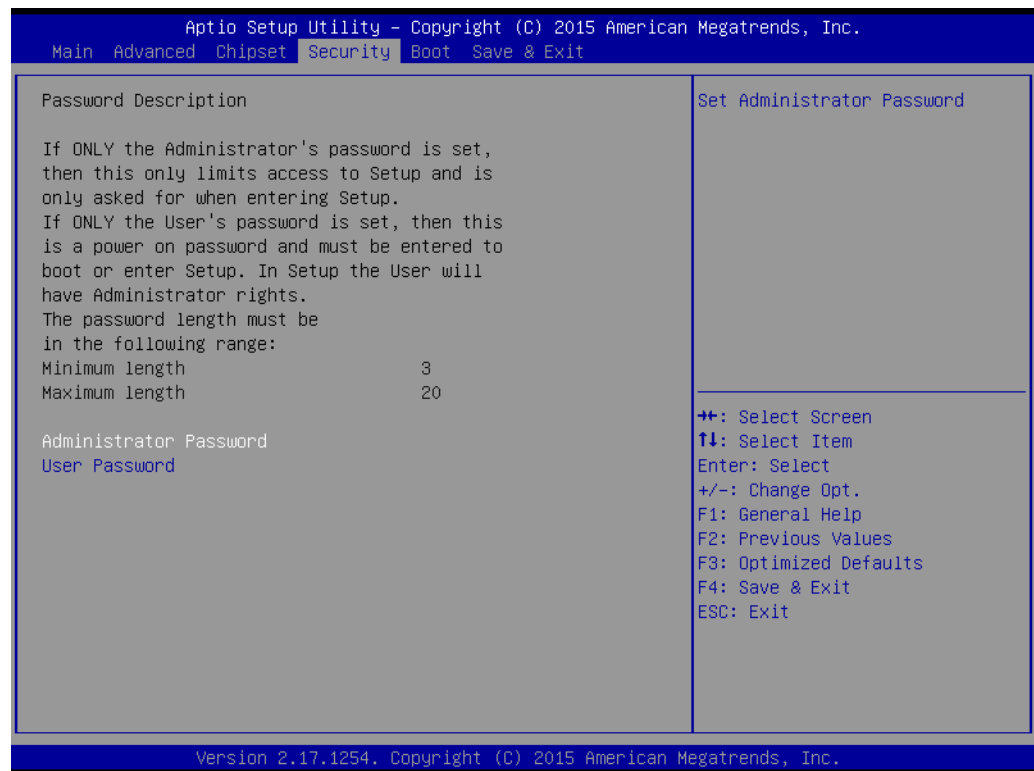 Aptio Setup Utility – Copyright (C) 2015 American Megatrends, Inc.
Main Advanced Chipset Security Boot Save & Exit
Password Description
If ONLY the Administrator's password is set,
then this only limits access to Setup and is
only asked for when entering Setup.
If ONLY the User's password is set, then this
is a power on password and must be entered to
boot or enter Setup. In Setup the User will
have Administrator rights.
The password length must be
in the following range:
Minimum length 3
Maximum length 20
Administrator Password
User Password
Set Administrator Password
→←: Select Screen
↑↓: Select Item
Enter: Select
+/-: Change Opt.
F1: General Help
F2: Previous Values
F3: Optimized Defaults
F4: Save & Exit
ESC: Exit
Version 2.17.1254. Copyright (C) 2015 American Megatrends, Inc.